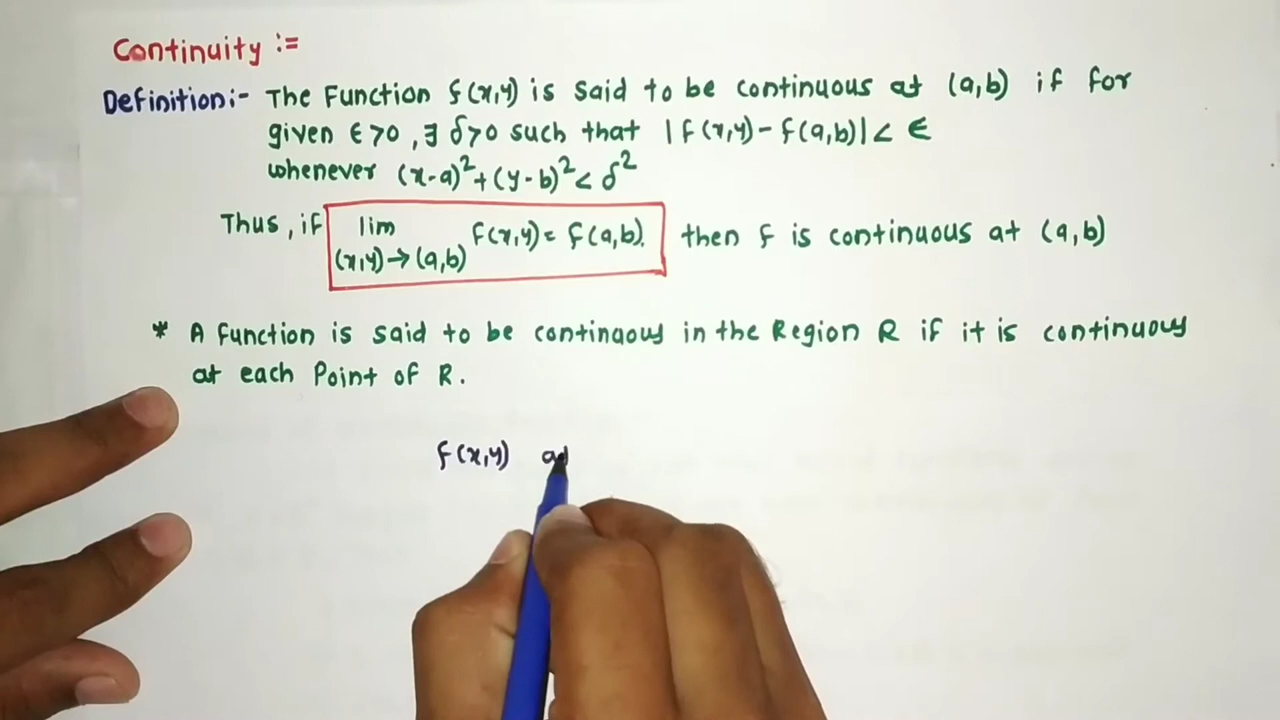 Continuity :=
Definition:- The Function f(x,y) is said to be continuous at (a,b) if for
given ϵ>0, ∃ δ>0 such that |f(x,y)-f(a,b)|< ϵ
whenever (x-a)²+(y-b)²< δ²
Thus, if lim f(x,y)= f(a,b). then f is continuous at (a,b)
(x,y)→(a,b)
* A function is said to be continaous in the Region R if it is continuous
at each Point of R.
f(x,y)